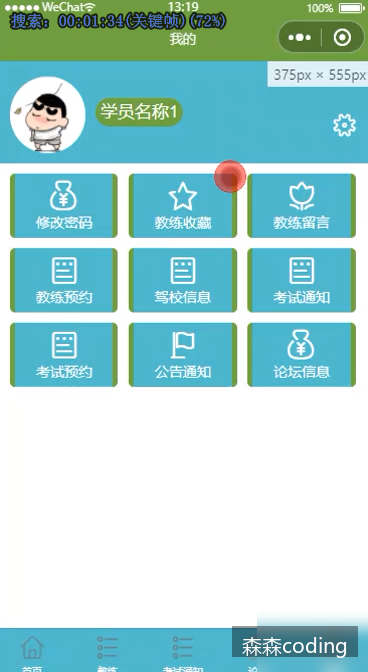 WeChat 13:19 100%
搜索: 00:01:34(关键帧)(72%)
我的
375px × 555px
学员名称1
修改密码 教练收藏 教练留言
教练预约 驾校信息 考试通知
考试预约 公告通知 论坛信息
森森coding
首页 教练 考试通知